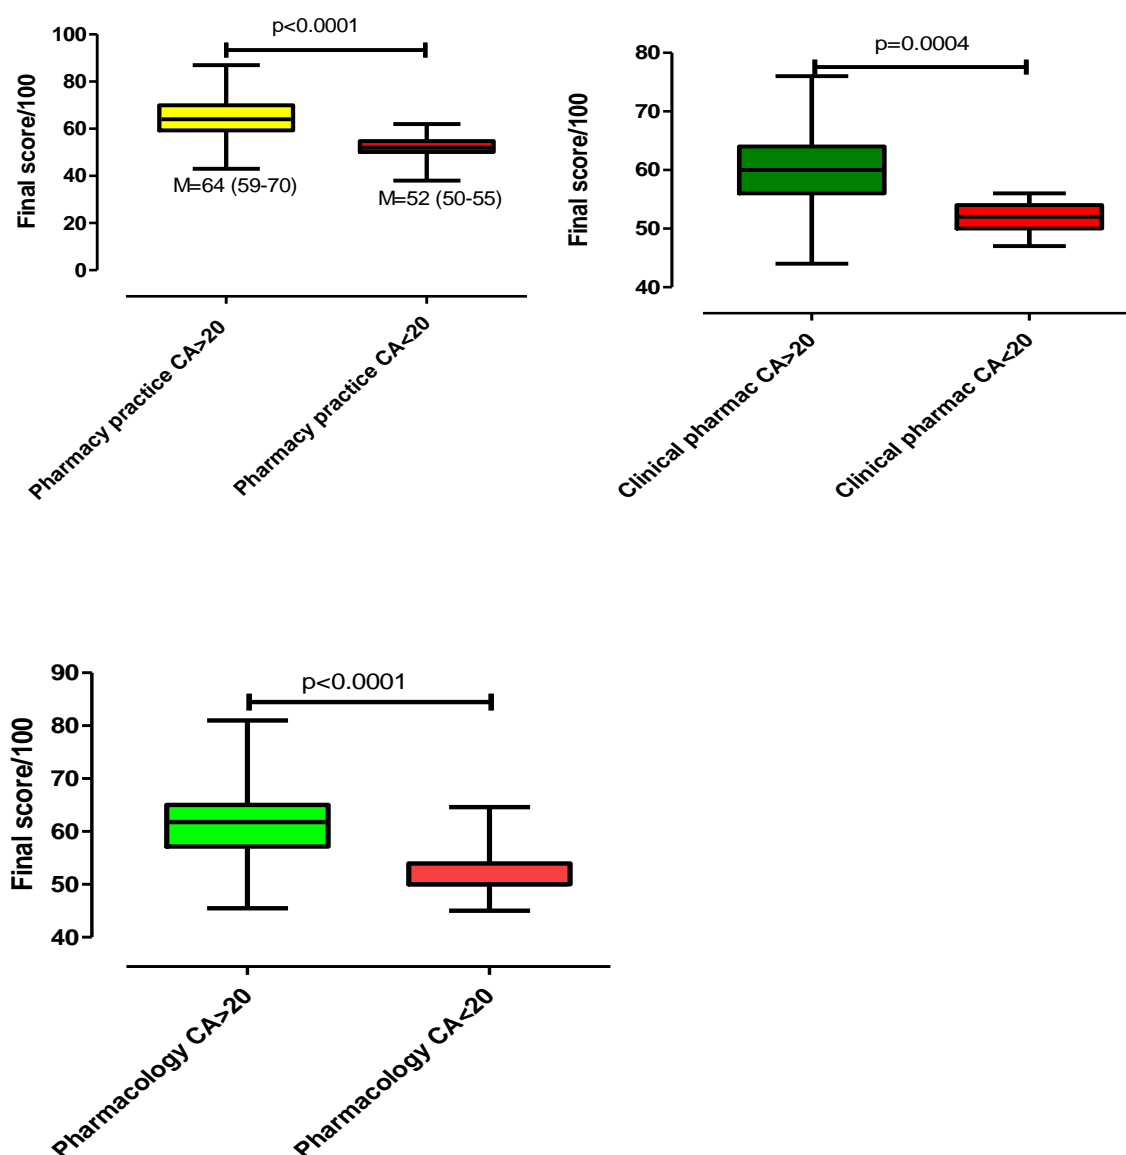 p<0.0001
Final score/100
100
80
60
40
20
0
M=64 (59-70)
M=52 (50-55)
Pharmacy practice CA>20
Pharmacy practice CA<20
p=0.0004
Final score/100
80
70
60
50
40
Clinical pharmac CA>20
Clinical pharmac CA<20
p<0.0001
Final score/100
90
80
70
60
50
40
Pharmacology CA>20
Pharmacology CA<20